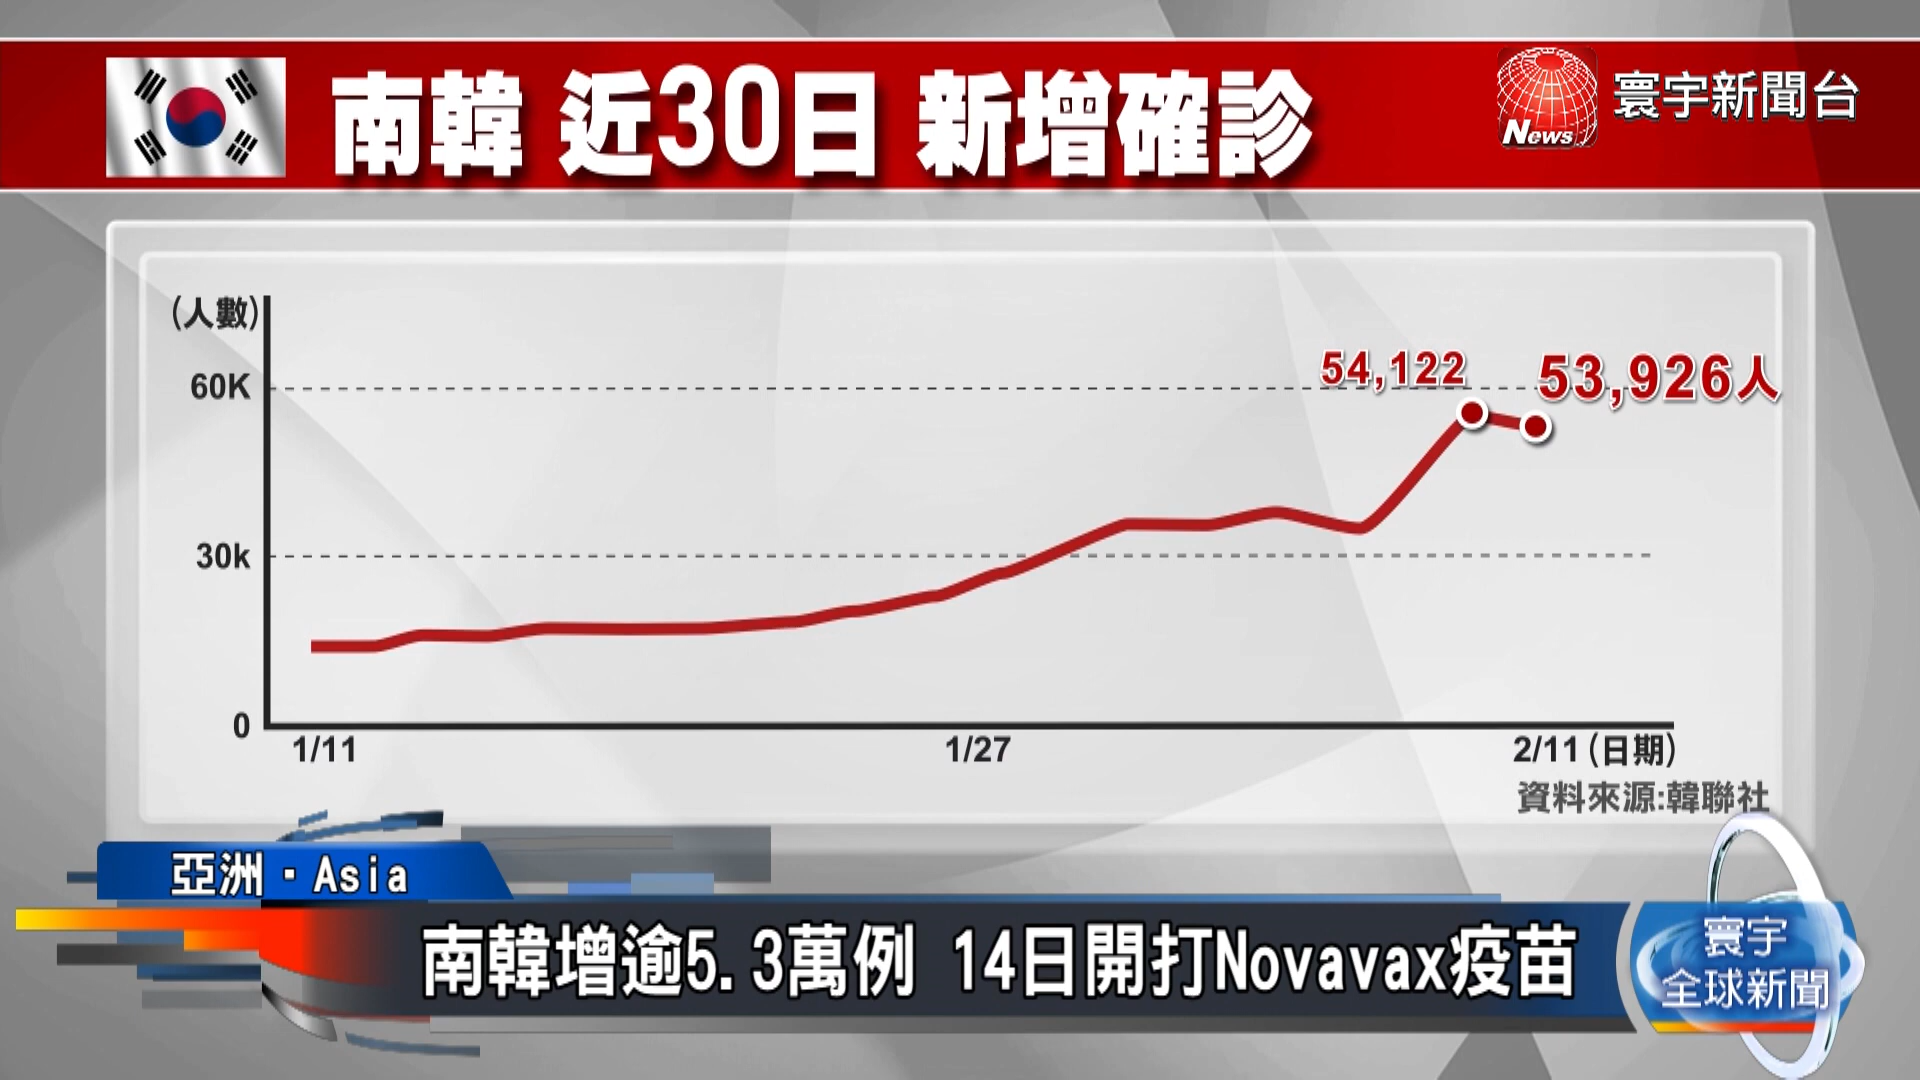 南韓 近30日 新增確診
News 寰宇新聞台
(人數)
60K
54,122
53,926人
30k
0
1/11
1/27
2/11(日期)
資料來源:韓聯社
亞洲·Asia
南韓增逾5.3萬例 14日開打Novavax疫苗
寰宇
全球新聞